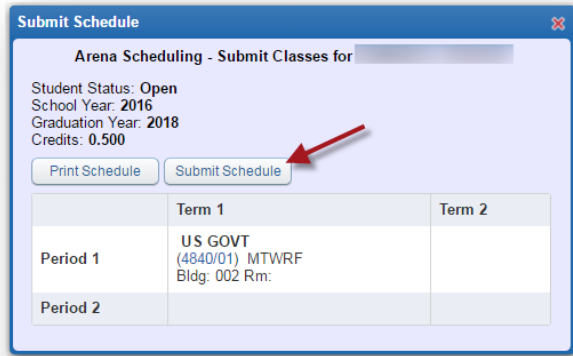 Submit Schedule
Arena Scheduling - Submit Classes for
Student Status: Open
School Year: 2016
Graduation Year: 2018
Credits: 0.500
Print Schedule Submit Schedule
Term 1 Term 2
Period 1
US GOVT
(4840/01) MTWRF
Bldg: 002 Rm:
Period 2